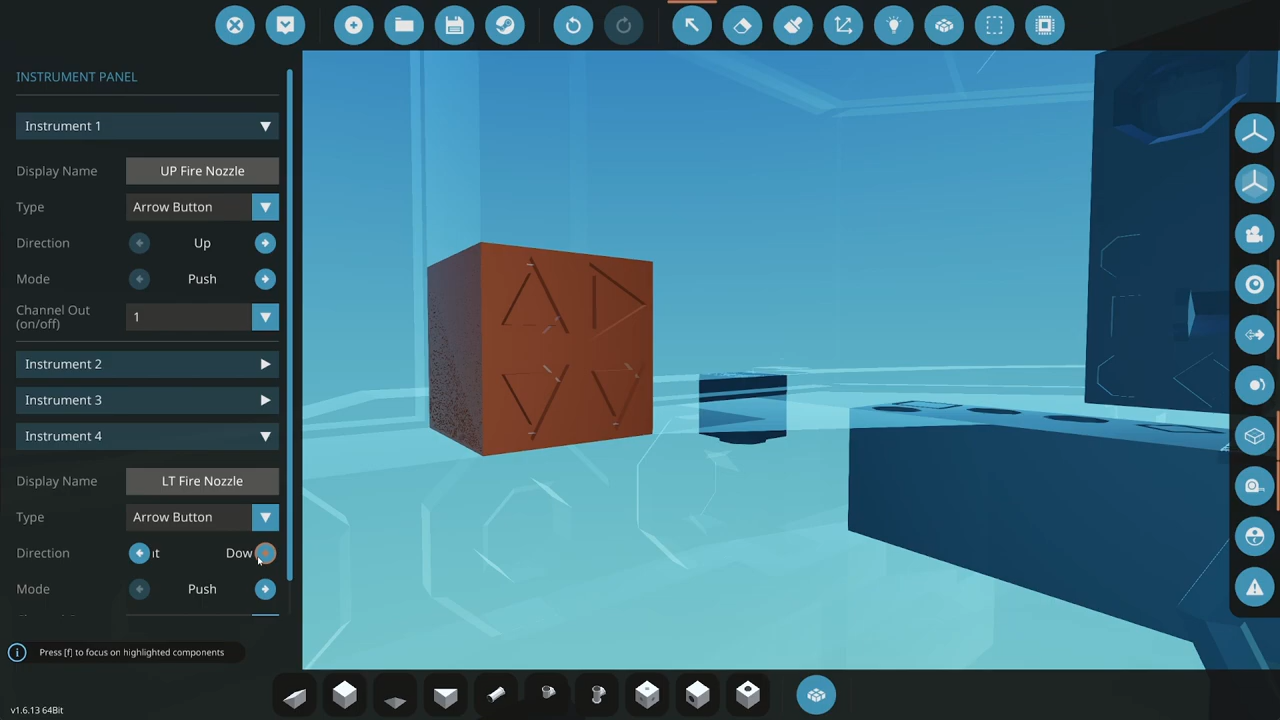 INSTRUMENT PANEL
Instrument 1
Display Name UP Fire Nozzle
Type Arrow Button
Direction Up
Mode Push
Channel Out (on/off) 1
Instrument 2
Instrument 3
Instrument 4
Display Name LT Fire Nozzle
Type Arrow Button
Direction Dow
Mode Push
Press [f] to focus on highlighted components
v1.6.13 64Bit